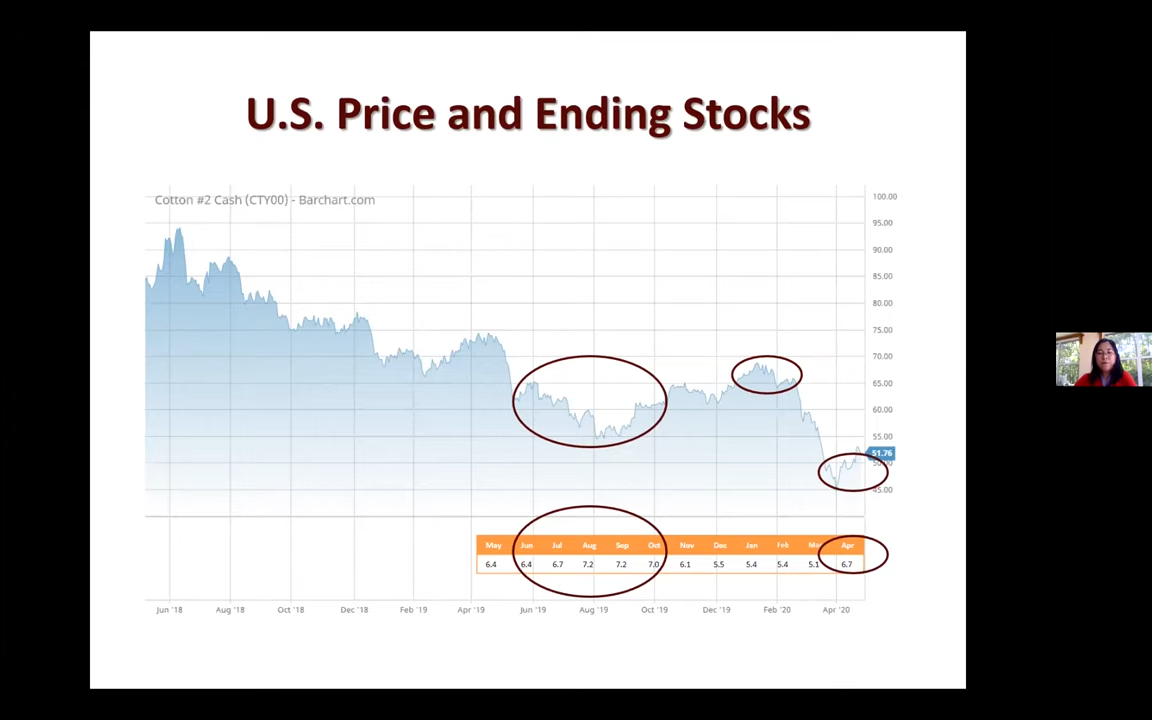 U.S. Price and Ending Stocks
Cotton #2 Cash (CTY00) - Barchart.com
100.00
95.00
90.00
85.00
80.00
75.00
70.00
65.00
60.00
55.00
51.76
50.00
45.00
May Jun Jul Aug Sep Oct Nov Dec Jan Feb Mar Apr
6.4 6.4 6.7 7.2 7.2 7.0 6.1 5.5 5.4 5.4 5.1 6.7
Jun '18 Aug '18 Oct '18 Dec '18 Feb '19 Apr '19 Jun '19 Aug '19 Oct '19 Dec '19 Feb '20 Apr '20